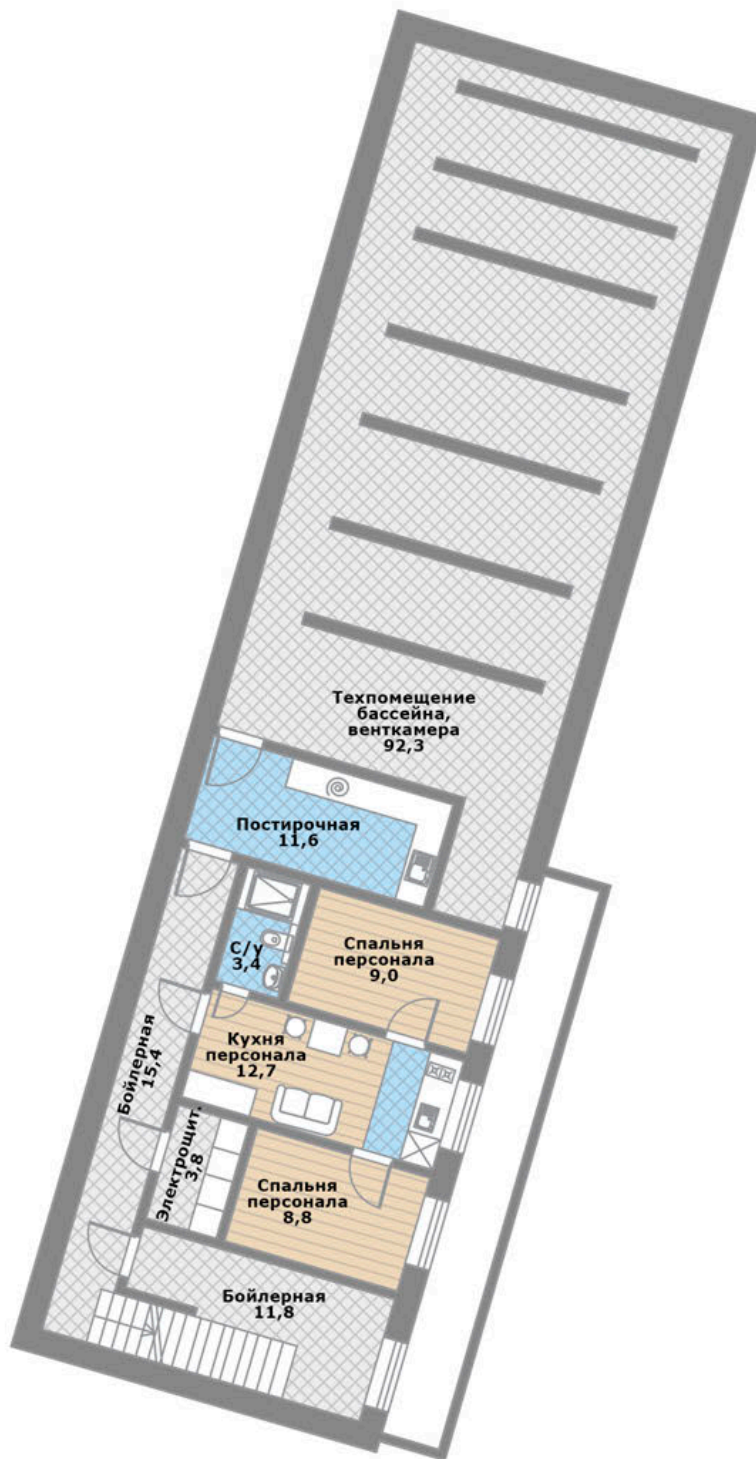 Техпомещение
бассейна,
венткамера
92,3
Постирочная
11,6
С/у
3,4
Спальня
персонала
9,0
Кухня
персонала
12,7
Бойлерная
15,4
Электрощит.
3,8
Спальня
персонала
8,8
Бойлерная
11,8